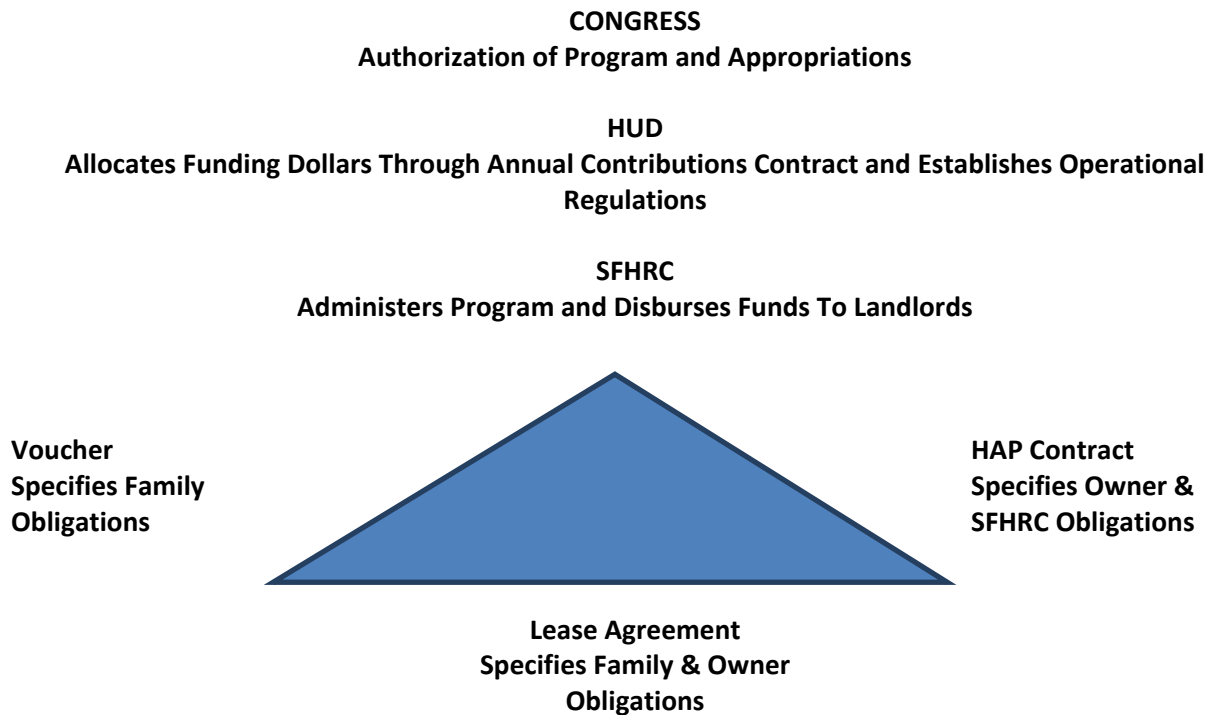 CONGRESS
Authorization of Program and Appropriations
HUD
Allocates Funding Dollars Through Annual Contributions Contract and Establishes Operational
Regulations
SFHRC
Administers Program and Disburses Funds To Landlords
Voucher
Specifies Family
Obligations
HAP Contract
Specifies Owner &
SFHRC Obligations
Lease Agreement
Specifies Family & Owner
Obligations